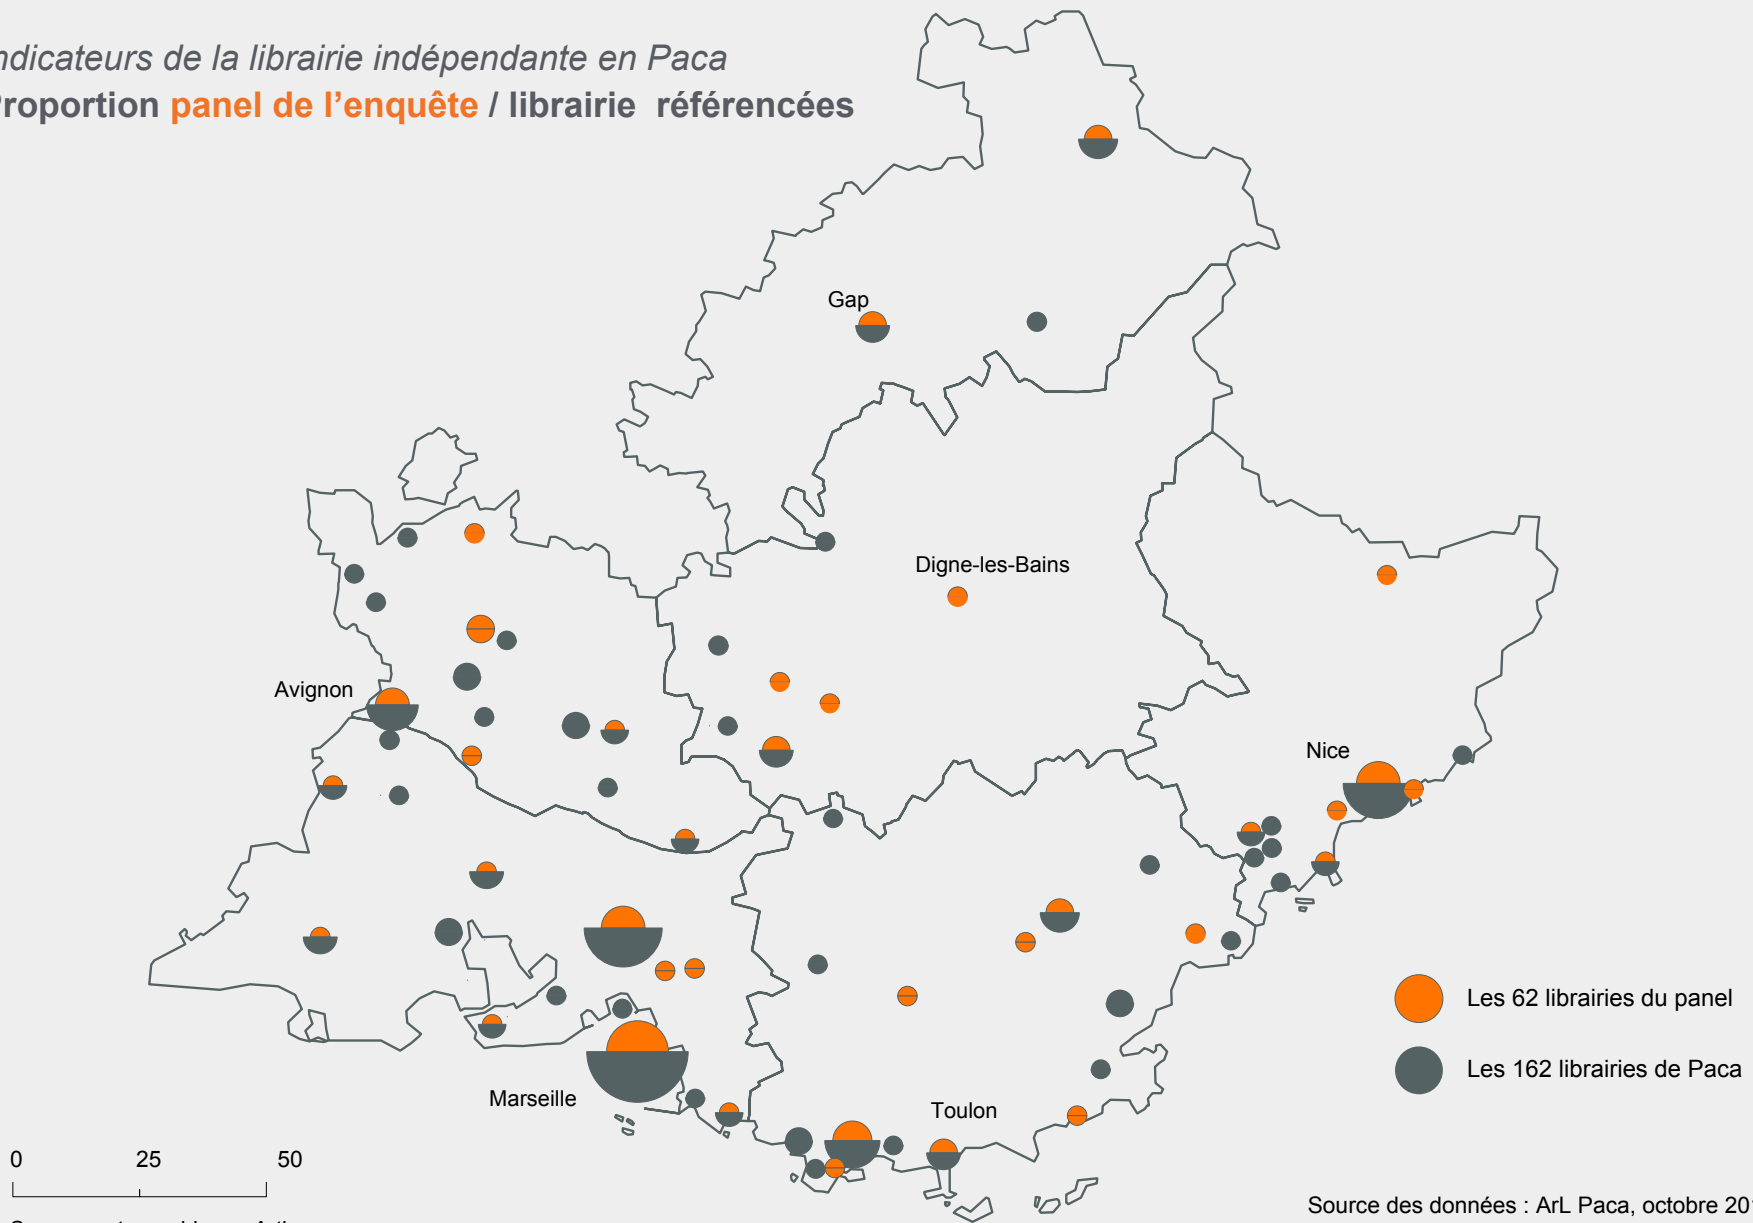 ndicateurs de la librairie indépendante en Paca
Proportion panel de l'enquête / librairie référencées
Gap
Digne-les-Bains
Avignon
Nice
Les 62 librairies du panel
Les 162 librairies de Paca
Marseille
Toulon
0 25 50
Source des données : ArL Paca, octobre 20